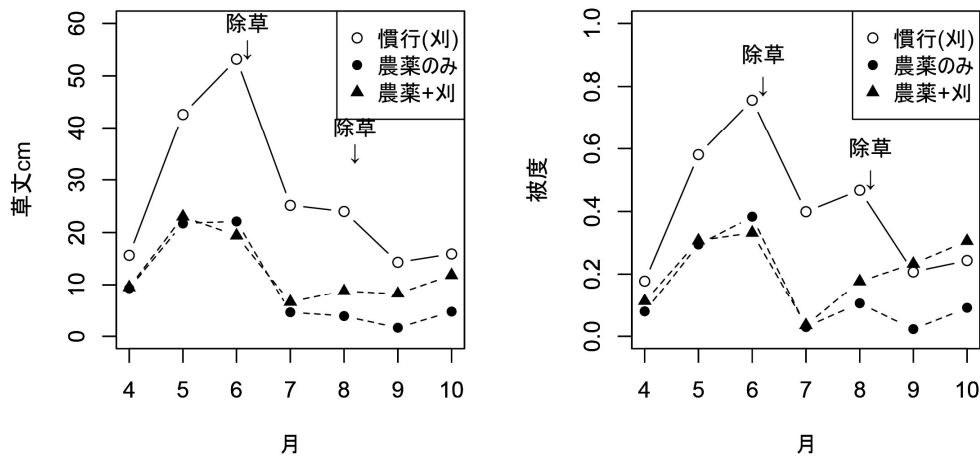 60
50
40
30
20
10
0
草丈cm
除草
↓
除草
↓
慣行(刈)
農薬のみ
農薬+刈
4 5 6 7 8 9 10
月
1.0
0.8
0.6
0.4
0.2
0.0
被度
除草
↓
除草
↓
慣行(刈)
農薬のみ
農薬+刈
4 5 6 7 8 9 10
月